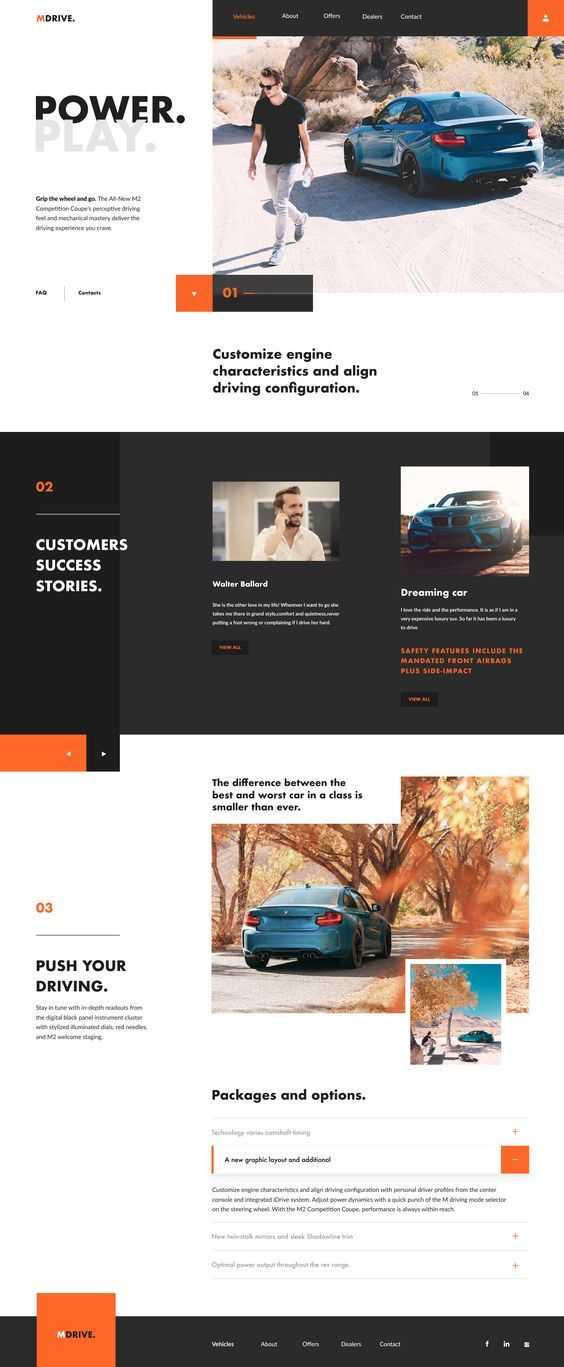 MDRIVE.
Vehicles
About
Offers
Dealers
Contact
POWER.
PLAY.
Grip the wheel and go. The All-New M2
Competition Coupe's perceptive driving
feel and mechanical mastery deliver the
driving experience you crave.
FAQ
Contacts
01
Customize engine
characteristics and align
driving configuration.
01
06
02
CUSTOMERS
SUCCESS
STORIES.
Walter Ballard
She is the other love in my life! Whenever I want to go she
takes me there in grand style,comfort and quietness,never
putting a foot wrong or complaining if I drive her hard.
VIEW ALL
Dreaming car
I love the ride and the performance. It is as if I am in a
very expensive luxury suv. So far it has been a luxury
to drive
SAFETY FEATURES INCLUDE THE
MANDATED FRONT AIRBAGS
PLUS SIDE-IMPACT
VIEW ALL
The difference between the
best and worst car in a class is
smaller than ever.
03
PUSH YOUR
DRIVING.
Stay in tune with in-depth readouts from
the digital black panel instrument cluster
with stylized illuminated dials, red needles,
and M2 welcome staging.
Packages and options.
Technology varies camshaft timing
A new graphic layout and additional
Customize engine characteristics and align driving configuration with personal driver profiles from the center
console and integrated iDrive system. Adjust power dynamics with a quick punch of the M driving mode selector
on the steering wheel. With the M2 Competition Coupe, performance is always within reach.
New twin-stalk mirrors and sleek Shadowline trim
Optimal power output throughout the rev range.
MDRIVE.
Vehicles
About
Offers
Dealers
Contact